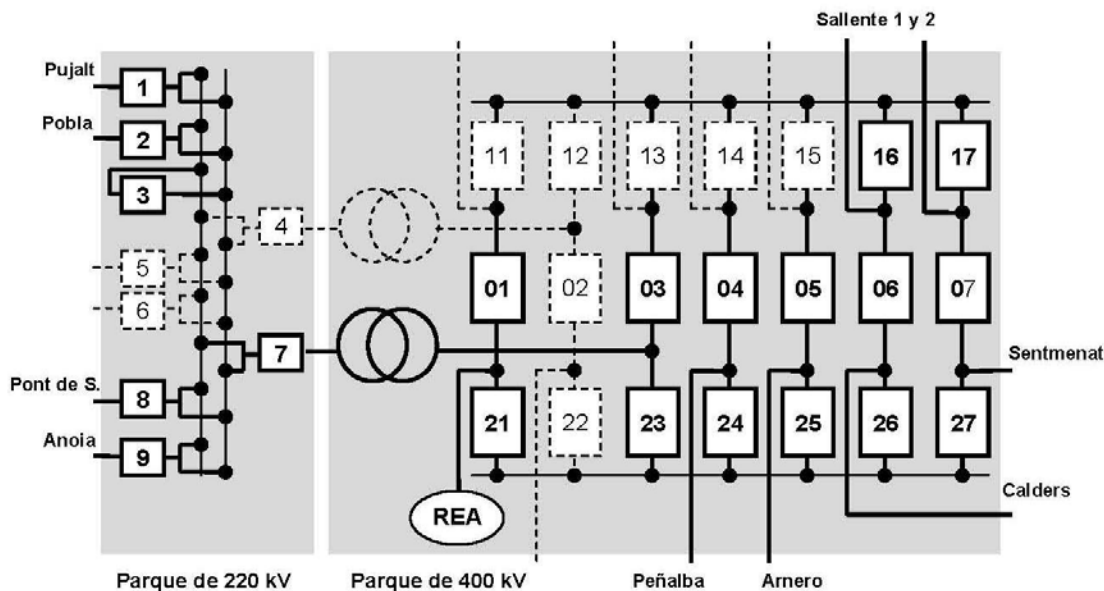 Sallente 1 y 2
Pujalt
1
Pobla
2
3
4
5
6
7
Pont de S.
8
Anoia
9
11
12
13
14
15
16
17
01
02
03
04
05
06
07
Sentmenat
21
22
23
24
25
26
27
Calders
REA
Parque de 220 kV
Parque de 400 kV
Peñalba
Arnero